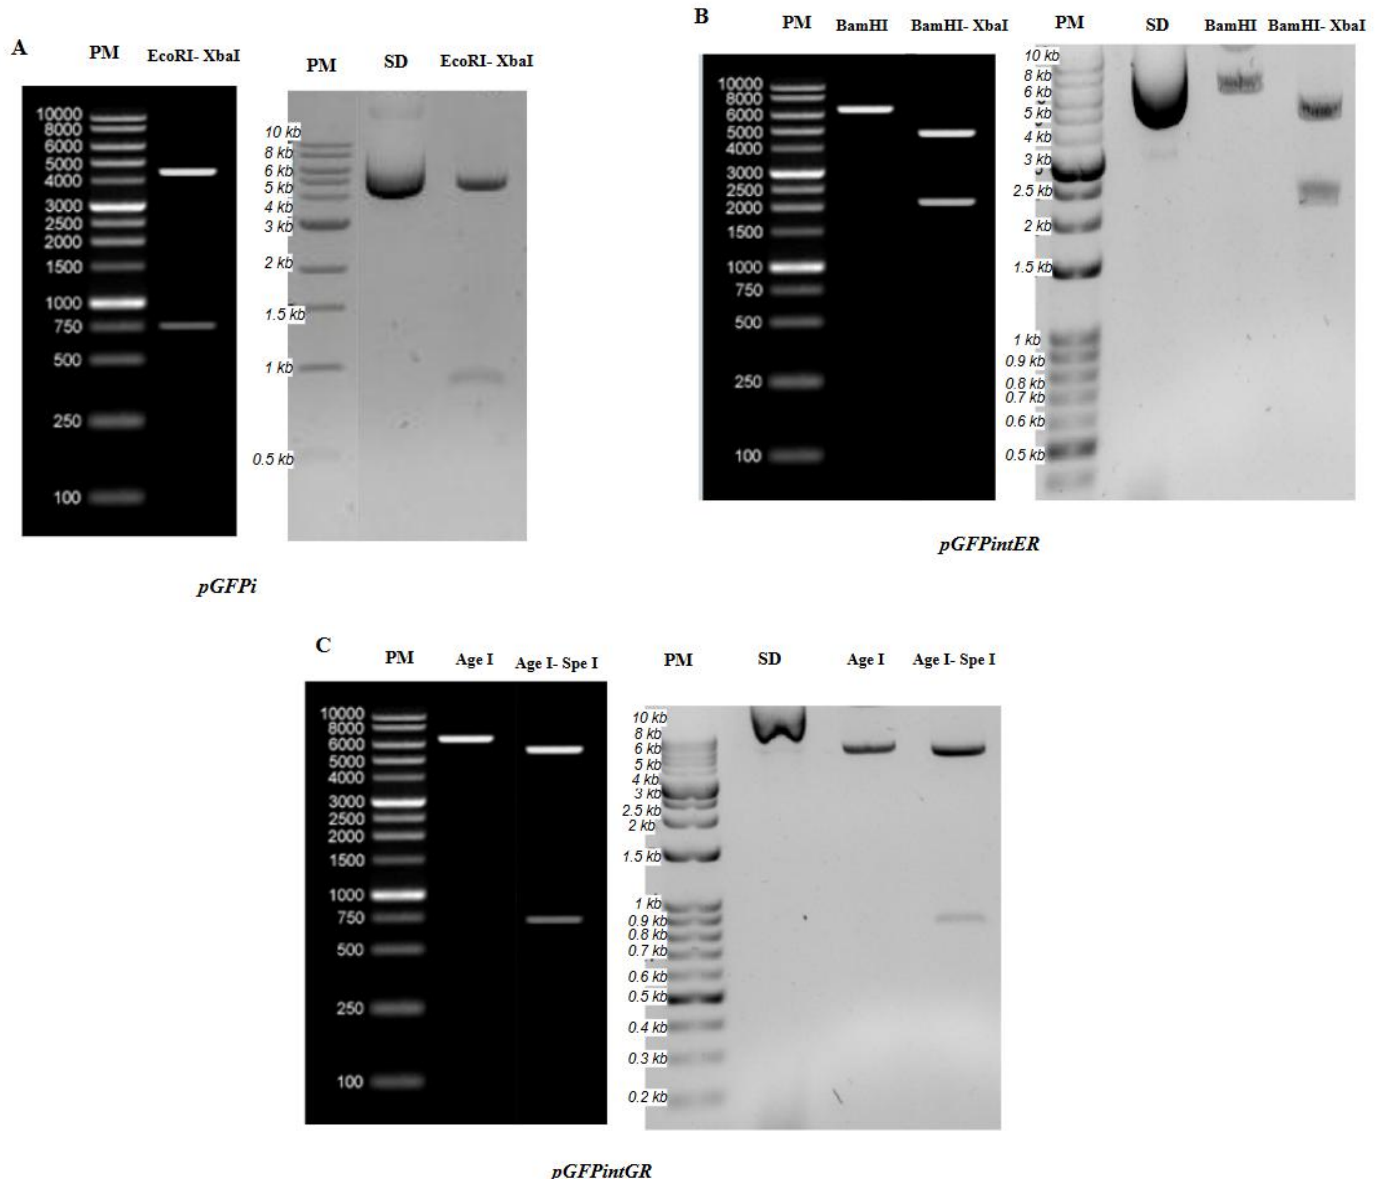 A
PM EcoRI- XbaI
10000
8000
6000
5000
4000
3000
2500
2000
1500
1000
750
500
250
100
PM SD EcoRI- XbaI
10 kb
8 kb
6 kb
5 kb
4 kb
3 kb
2 kb
1.5 kb
1 kb
0.5 kb
pGFPi
B
PM BamHI BamHI- XbaI
10000
8000
6000
5000
4000
3000
2500
2000
1500
1000
750
500
250
100
PM SD BamHI BamHI- XbaI
10 kb
8 kb
6 kb
5 kb
4 kb
3 kb
2.5 kb
2 kb
1.5 kb
1 kb
0.9 kb
0.8 kb
0.7 kb
0.6 kb
0.5 kb
pGFPintER
C
PM Age I Age I- Spe I
10000
8000
6000
5000
4000
3000
2500
2000
1500
1000
750
500
250
100
PM SD Age I Age I- Spe I
10 kb
8 kb
6 kb
5 kb
4 kb
3 kb
2.5 kb
2 kb
1.5 kb
1 kb
0.9 kb
0.8 kb
0.7 kb
0.6 kb
0.5 kb
0.4 kb
0.3 kb
0.2 kb
pGFPintGR